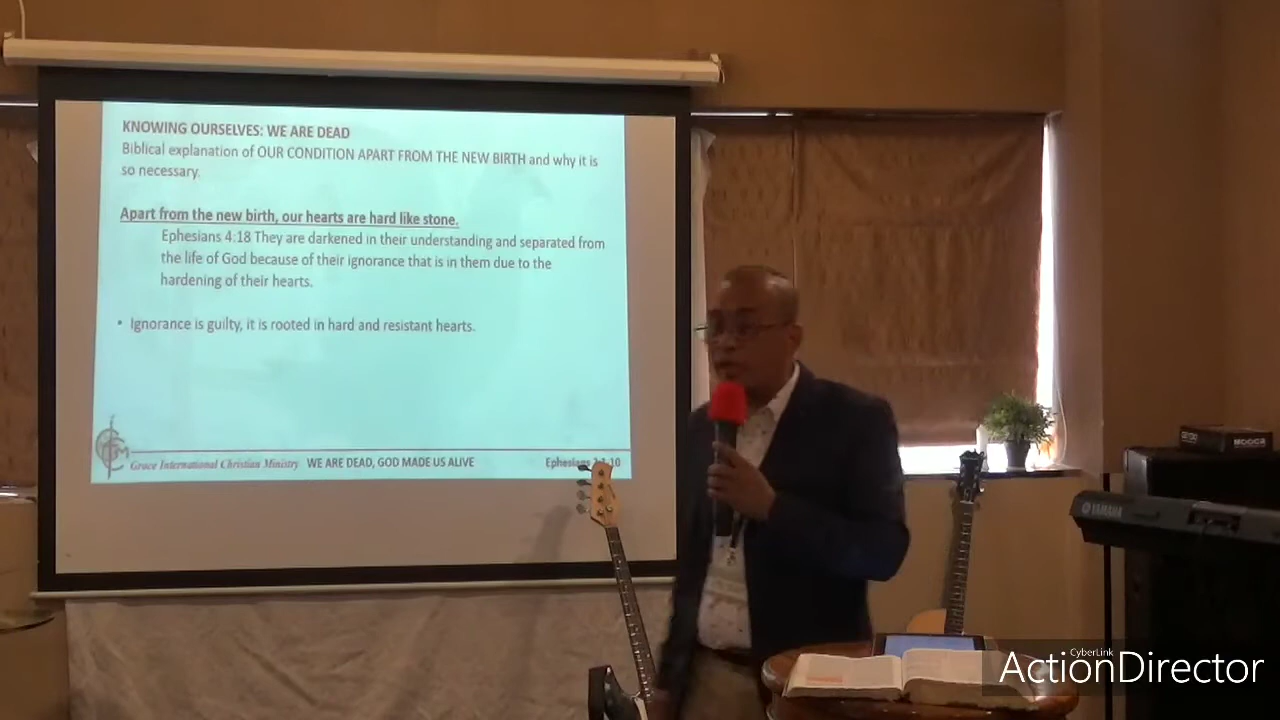 KNOWING OURSELVES: WE ARE DEAD
Biblical explanation of OUR CONDITION APART FROM THE NEW BIRTH and why it is
so necessary.
Apart from the new birth, our hearts are hard like stone.
Ephesians 4:18 They are darkened in their understanding and separated from
the life of God because of their ignorance that is in them due to the
hardening of their hearts.
• Ignorance is guilty, it is rooted in hard and resistant hearts.
Grace International Christian Ministry WE ARE DEAD, GOD MADE US ALIVE
Ephesians
MOOER
YAMAHA
CyberLink
ActionDirector